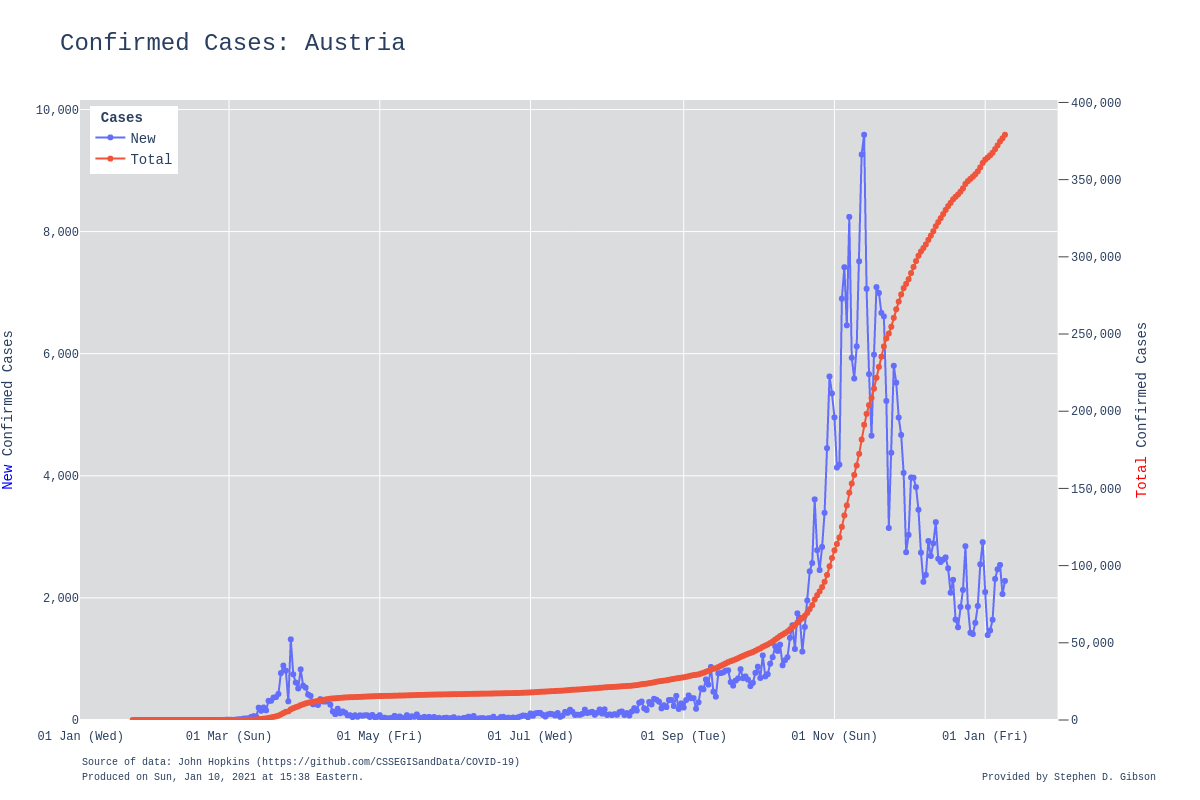 Confirmed Cases: Austria
Cases
New
Total
10,000
8,000
6,000
4,000
2,000
0
New Confirmed Cases
400,000
350,000
300,000
250,000
200,000
150,000
100,000
50,000
0
Total Confirmed Cases
01 Jan (Wed)
01 Mar (Sun)
01 May (Fri)
01 Jul (Wed)
01 Sep (Tue)
01 Nov (Sun)
01 Jan (Fri)
Source of data: John Hopkins (https://github.com/CSSEGISandData/COVID-19)
Produced on Sun, Jan 10, 2021 at 15:38 Eastern.
Provided by Stephen D. Gibson